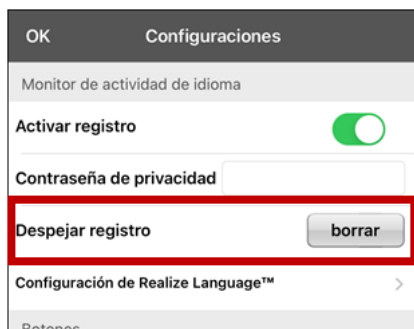 OK Configuraciones
Monitor de actividad de idioma
Activar registro
Contraseña de privacidad
Despejar registro borrar
Configuración de Realize Language™
Botones